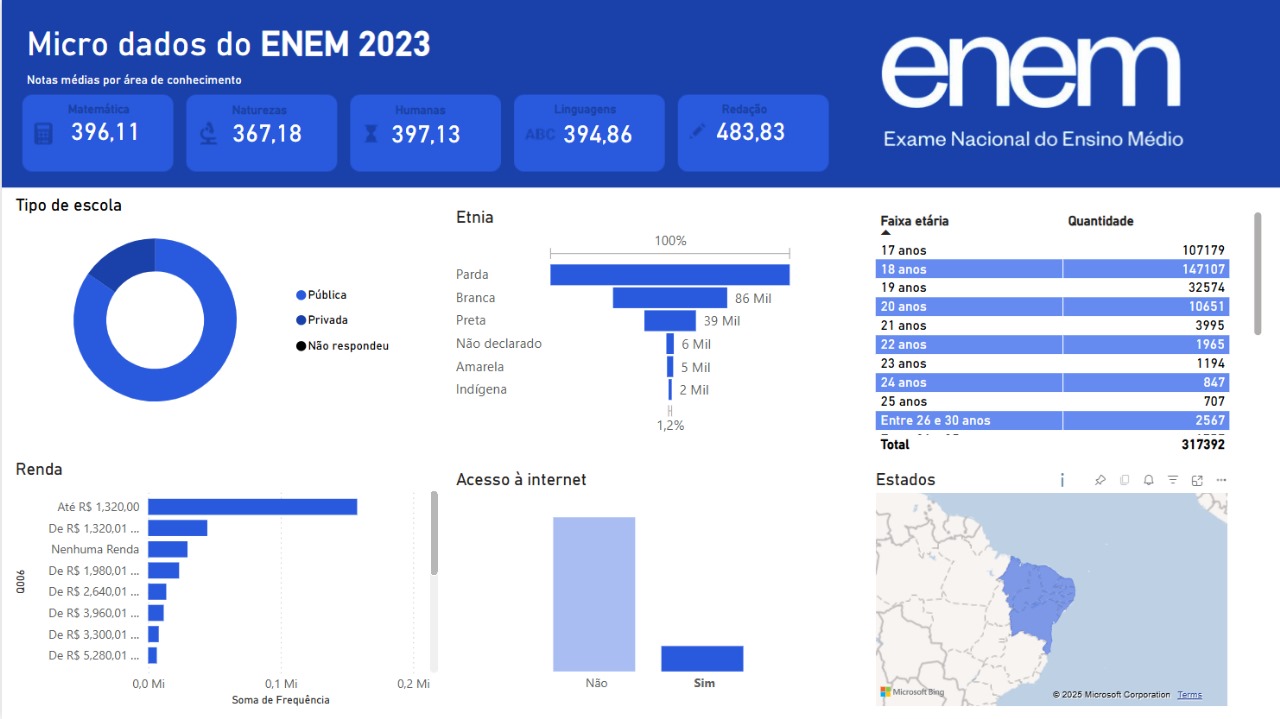 Micro dados do ENEM 2023
Notas médias por área de conhecimento
Matemática
396,11
Naturezas
367,18
Humanas
397,13
Linguagens
ABC 394,86
Redação
483,83
enem
Exame Nacional do Ensino Médio
Tipo de escola
Pública
Privada
Não respondeu
Etnia
100%
Parda
Branca 86 Mil
Preta 39 Mil
Não declarado 6 Mil
Amarela 5 Mil
Indígena 2 Mil
1,2%
Faixa etária Quantidade
17 anos 107179
18 anos 147107
19 anos 32574
20 anos 10651
21 anos 3995
22 anos 1965
23 anos 1194
24 anos 847
25 anos 707
Entre 26 e 30 anos 2567
Total 317392
Renda
Q006
Até R$ 1,320,00
De R$ 1,320,01 ...
Nenhuma Renda
De R$ 1,980,01 ...
De R$ 2,640,01 ...
De R$ 3,960,01 ...
De R$ 3,300,01 ...
De R$ 5,280,01 ...
0,0 Mi 0,1 Mi 0,2 Mi
Soma de Frequência
Acesso à internet
Não Sim
Estados
Microsoft Bing
© 2025 Microsoft Corporation Terms